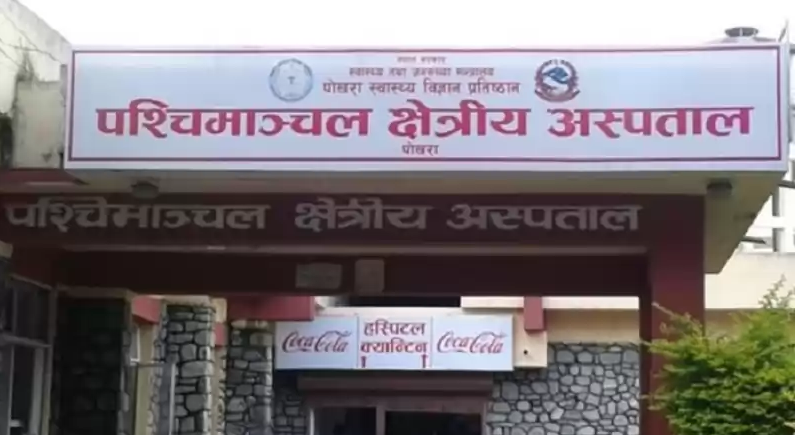 नेपाल सरकार
स्वास्थ्य तथा जनसंख्या मन्त्रालय
पोखरा स्वास्थ्य विज्ञान प्रतिष्ठान
पश्चिमाञ्चल क्षेत्रीय अस्पताल
पोखरा
पश्चिमाञ्चल क्षेत्रीय अस्पताल
Coca-Cola हस्पिटल क्यान्टिन Coca-Cola